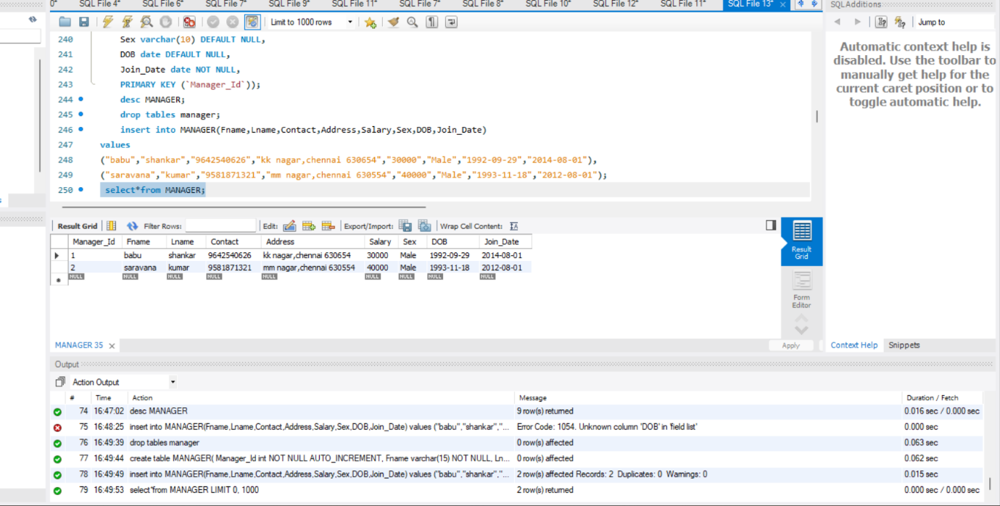 SQL File 4* SQL File 6* SQL File 7* SQL File 9* SQL File 11* SQL File 7* SQL File 8* SQL File 10* SQL File 12* SQL File 11* SQL File 13*
SQLAdditions
Limit to 1000 rows
Jump to
240 Sex varchar(10) DEFAULT NULL,
241 DOB date DEFAULT NULL,
242 Join_Date date NOT NULL,
243 PRIMARY KEY (`Manager_Id`));
244 desc MANAGER;
245 drop tables manager;
246 insert into MANAGER(Fname,Lname,Contact,Address,Salary,Sex,DOB,Join_Date)
247 values
248 ("babu","shankar","9642540626","kk nagar,chennai 630654","30000","Male","1992-09-29","2014-08-01"),
249 ("saravana","kumar","9581871321","mm nagar,chennai 630554","40000","Male","1993-11-18","2012-08-01");
250 select*from MANAGER;
Automatic context help is
disabled. Use the toolbar to
manually get help for the
current caret position or to
toggle automatic help.
Result Grid Filter Rows: Edit: Export/Import: Wrap Cell Content:
Manager_Id Fname Lname Contact Address Salary Sex DOB Join_Date
1 babu shankar 9642540626 kk nagar,chennai 630654 30000 Male 1992-09-29 2014-08-01
2 saravana kumar 9581871321 mm nagar,chennai 630554 40000 Male 1993-11-18 2012-08-01
NULL NULL NULL NULL NULL NULL NULL NULL NULL
Result
Grid
Form
Editor
MANAGER 35
Apply
Context Help Snippets
Output
Action Output
# Time Action Message Duration / Fetch
74 16:47:02 desc MANAGER 9 row(s) returned 0.016 sec / 0.000 sec
75 16:48:25 insert into MANAGER(Fname,Lname,Contact,Address,Salary,Sex,DOB,Join_Date) values ("babu","shankar","... Error Code: 1054. Unknown column 'DOB' in 'field list' 0.000 sec
76 16:49:39 drop tables manager 0 row(s) affected 0.063 sec
77 16:49:44 create table MANAGER( Manager_Id int NOT NULL AUTO_INCREMENT, Fname varchar(15) NOT NULL, Ln... 0 row(s) affected 0.062 sec
78 16:49:49 insert into MANAGER(Fname,Lname,Contact,Address,Salary,Sex,DOB,Join_Date) values ("babu","shankar","... 2 row(s) affected Records: 2 Duplicates: 0 Warnings: 0 0.015 sec
79 16:49:53 select*from MANAGER LIMIT 0, 1000 2 row(s) returned 0.000 sec / 0.000 sec